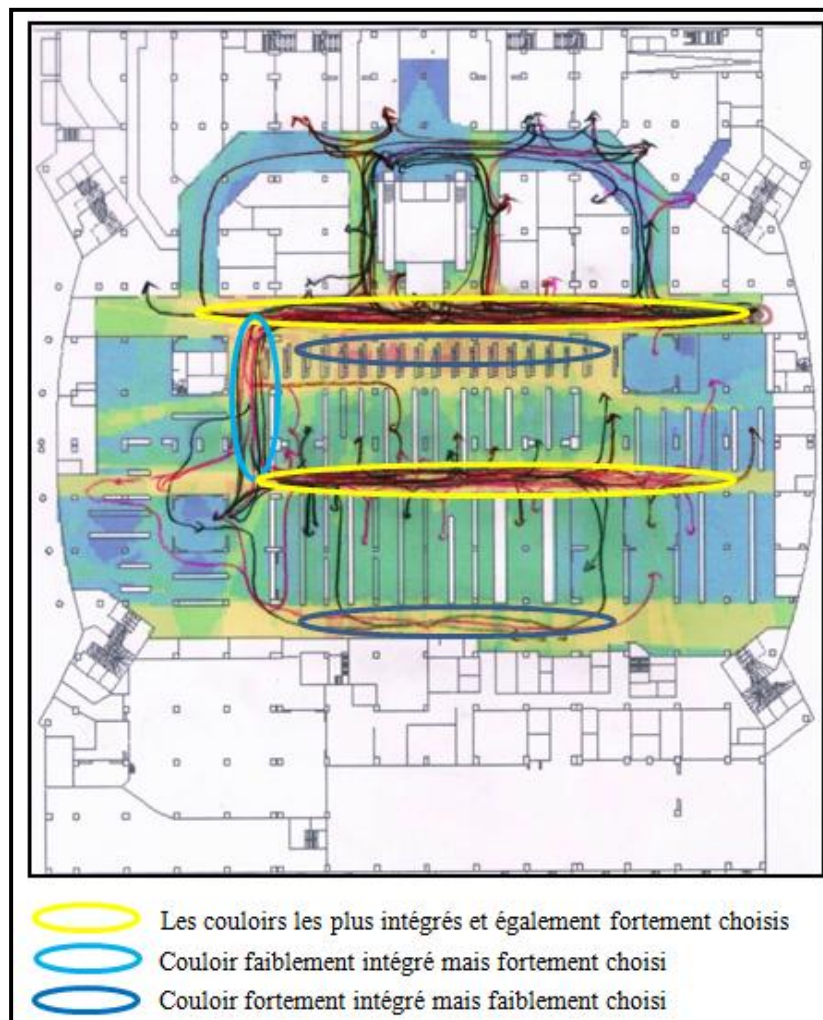 Les couloirs les plus intégrés et également fortement choisis
Couloir faiblement intégré mais fortement choisi
Couloir fortement intégré mais faiblement choisi